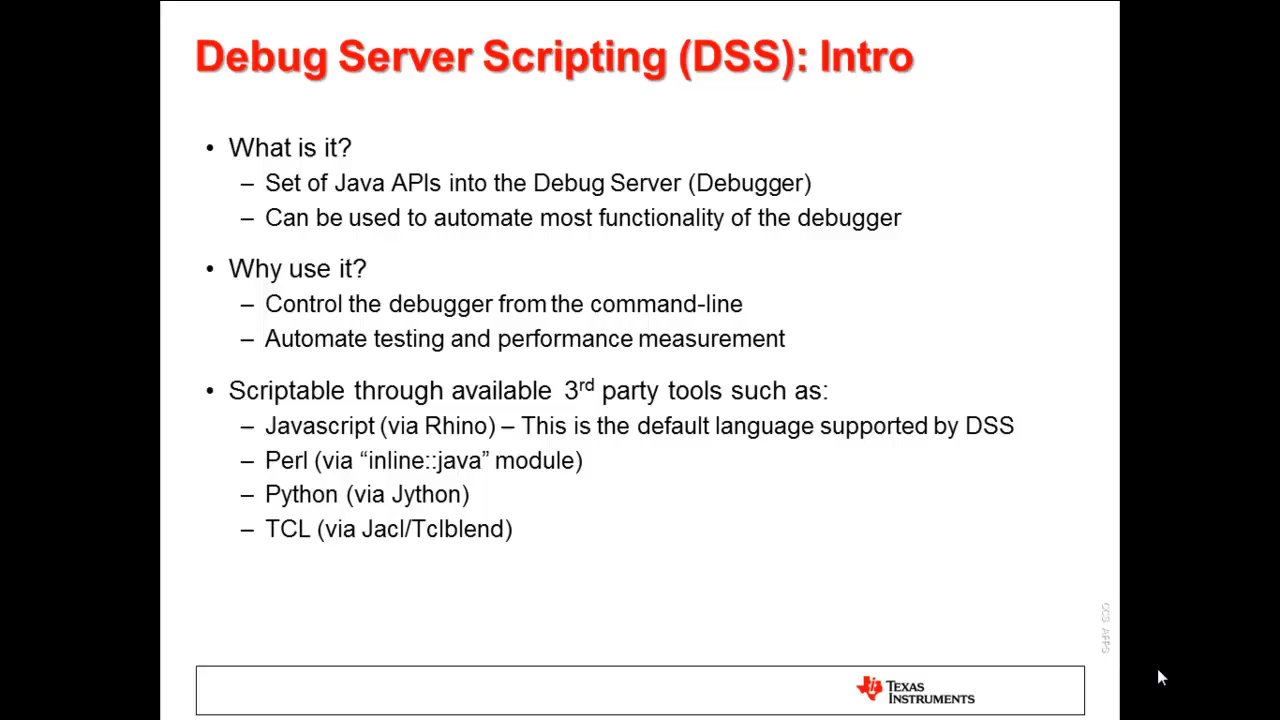 Debug Server Scripting (DSS): Intro
• What is it?
– Set of Java APIs into the Debug Server (Debugger)
– Can be used to automate most functionality of the debugger
• Why use it?
– Control the debugger from the command-line
– Automate testing and performance measurement
• Scriptable through available 3rd party tools such as:
– Javascript (via Rhino) – This is the default language supported by DSS
– Perl (via “inline::java” module)
– Python (via Jython)
– TCL (via Jacl/Tclblend)
CCS APPS
TEXAS
INSTRUMENTS